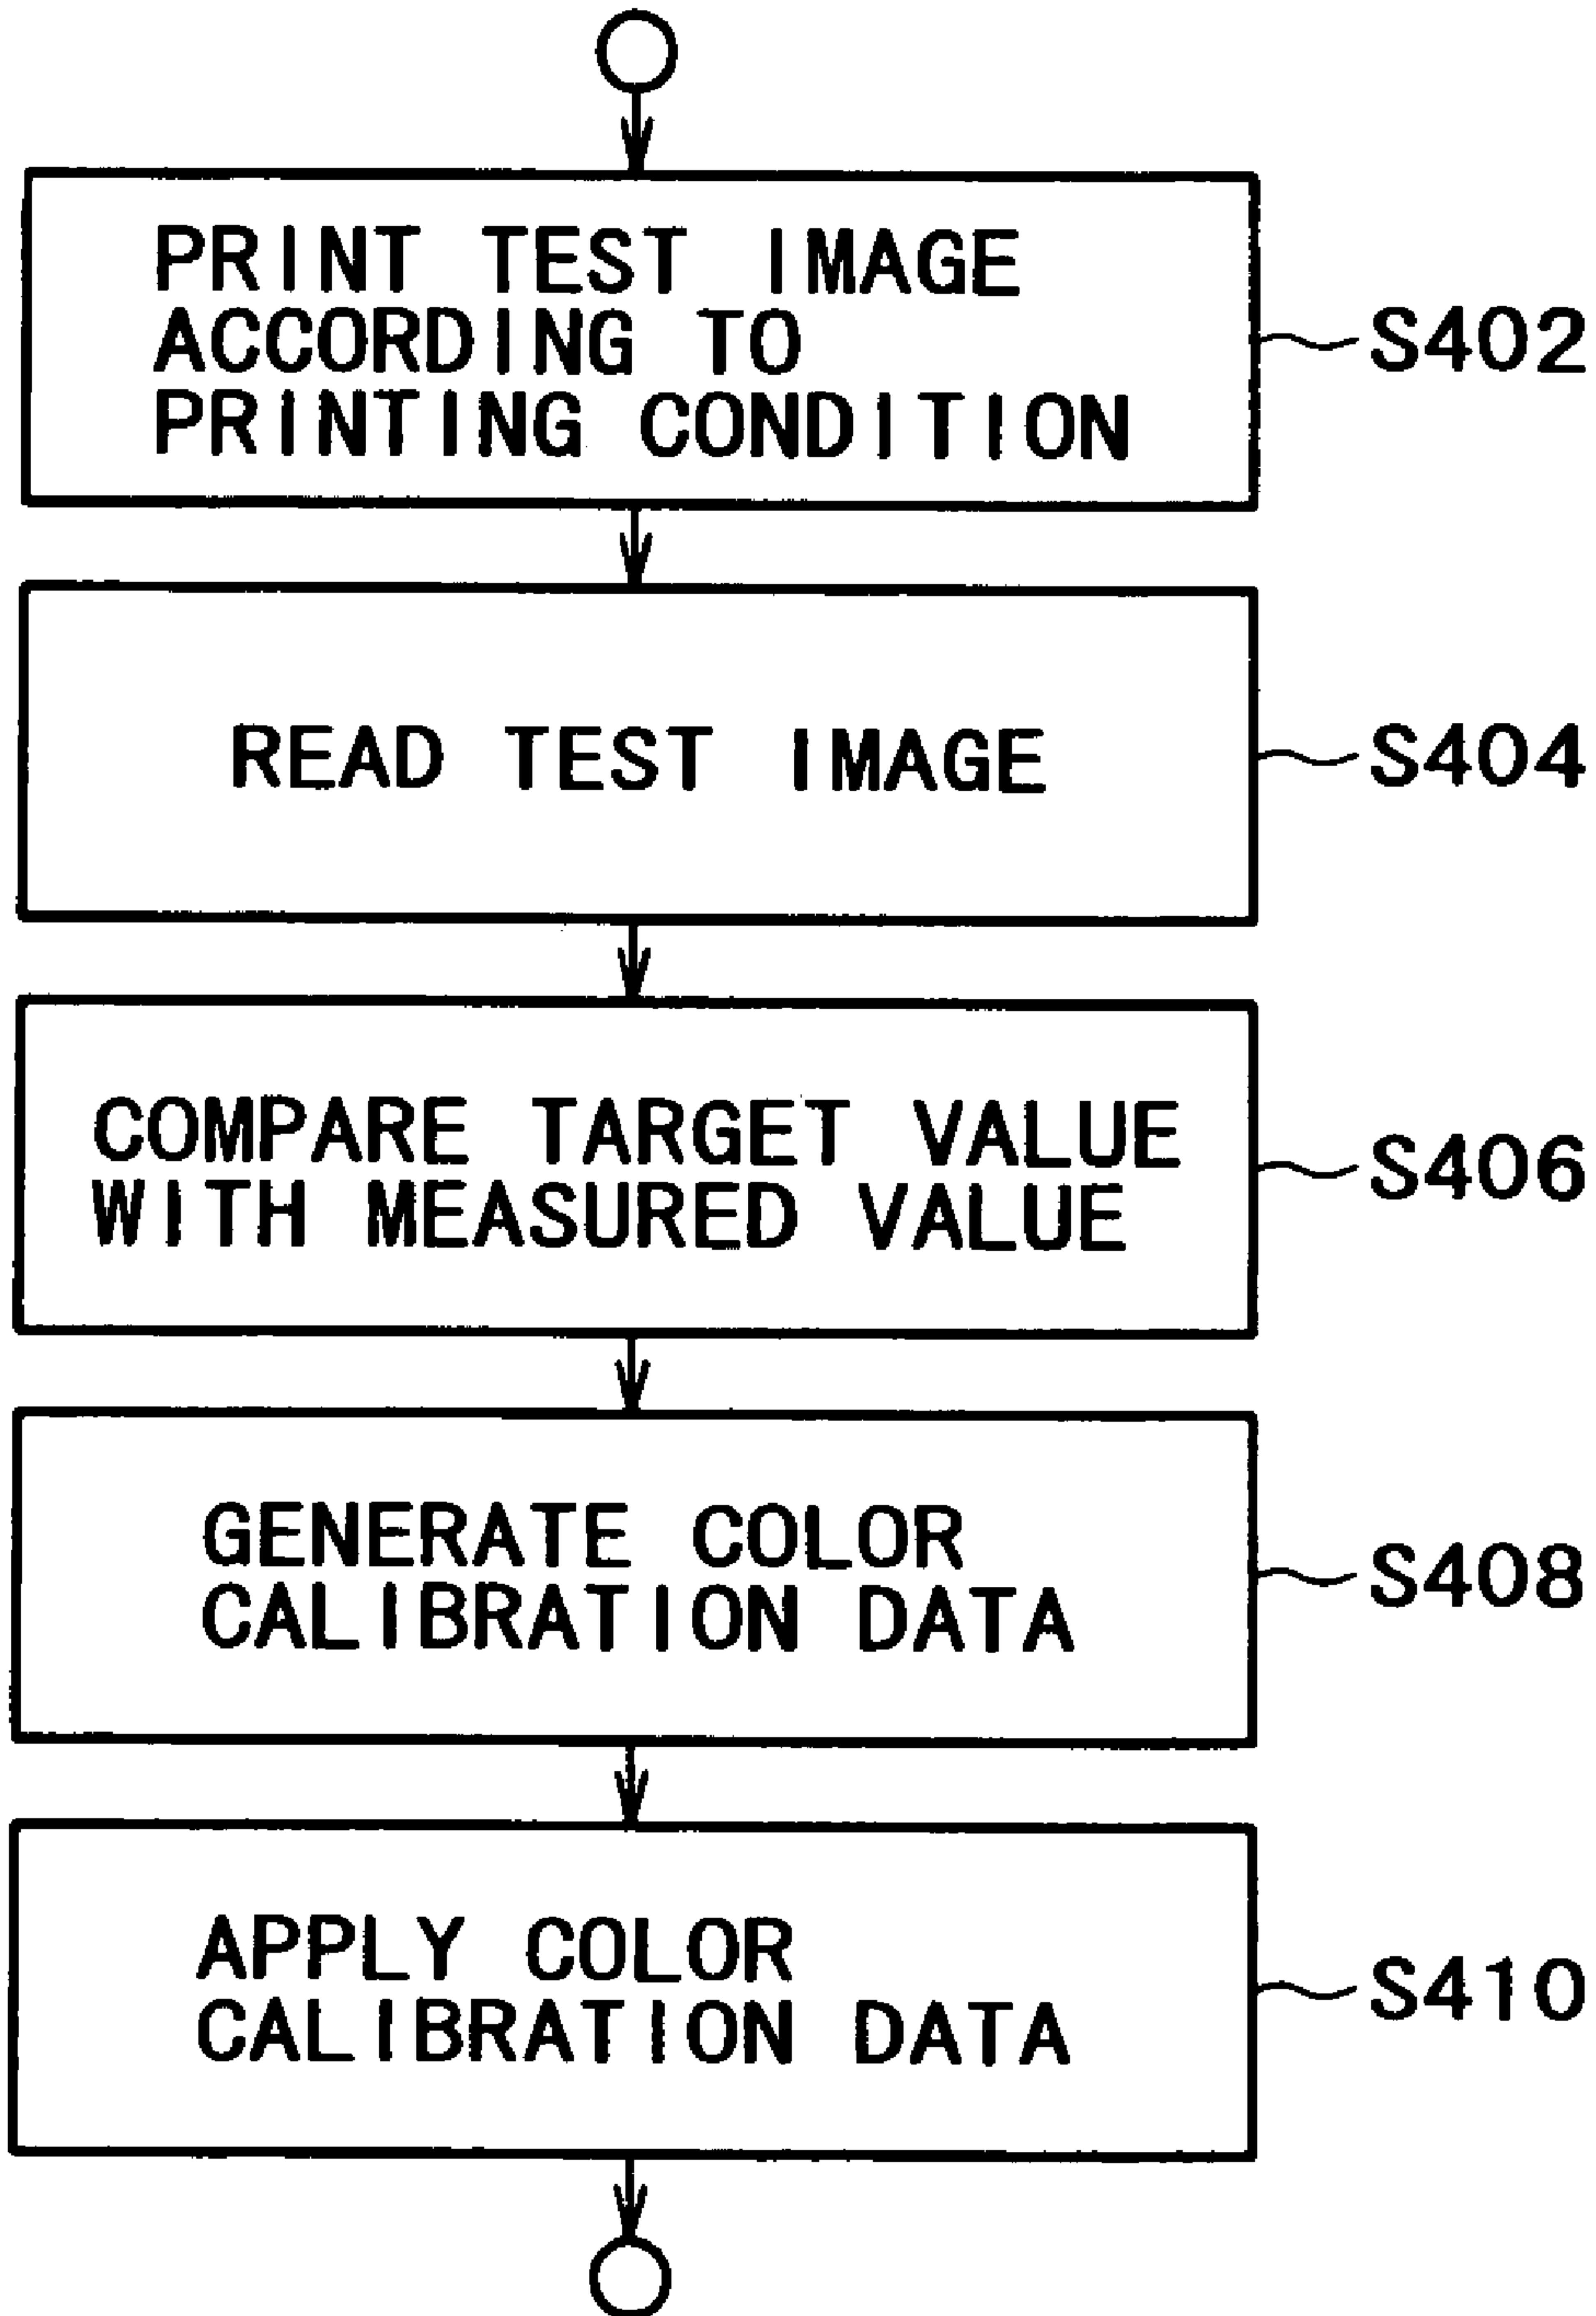 PRINT TEST IMAGE
ACCORDING TO
PRINTING CONDITION
S402
READ TEST IMAGE
S404
COMPARE TARGET VALUE
WITH MEASURED VALUE
S406
GENERATE COLOR
CALIBRATION DATA
S408
APPLY COLOR
CALIBRATION DATA
S410